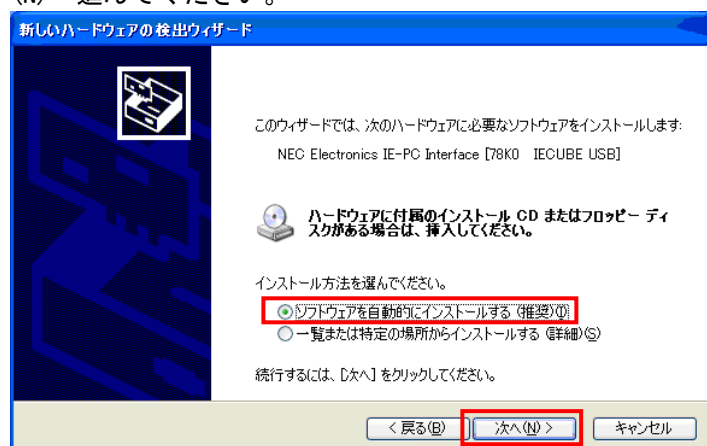 (N)　進んでください。
新しいハードウェアの検出ウィザード
このウィザードでは、次のハードウェアに必要なソフトウェアをインストールします:
NEC Electronics IE-PC Interface [78K0　IECUBE USB]
ハードウェアに付属のインストール CD またはフロッピー ディ
スクがある場合は、挿入してください。
インストール方法を選んでください。
ソフトウェアを自動的にインストールする (推奨)(I)
一覧または特定の場所からインストールする (詳細)(S)
続行するには、[次へ] をクリックしてください。
< 戻る(B)　次へ(N) >　キャンセル